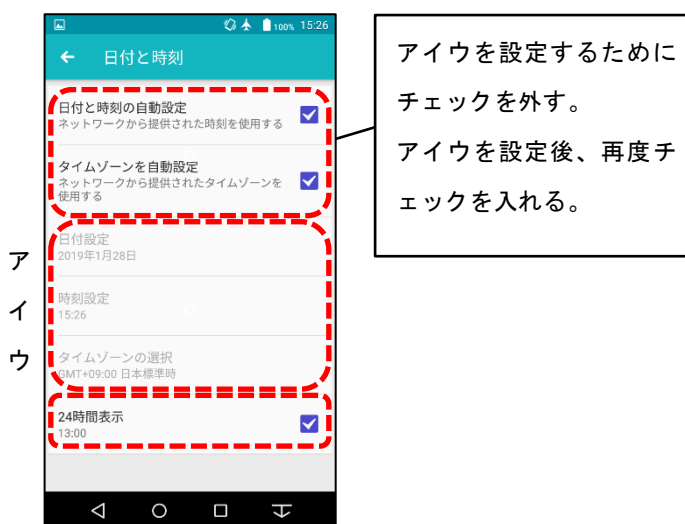 100% 15:26
日付と時刻
日付と時刻の自動設定
ネットワークから提供された時刻を使用する
タイムゾーンを自動設定
ネットワークから提供されたタイムゾーンを
使用する
日付設定
2019年1月28日
時刻設定
15:26
タイムゾーンの選択
GMT+09:00 日本標準時
24時間表示
13:00
ア
イ
ウ
アイウを設定するために
チェックを外す。
アイウを設定後、再度チ
ェックを入れる。